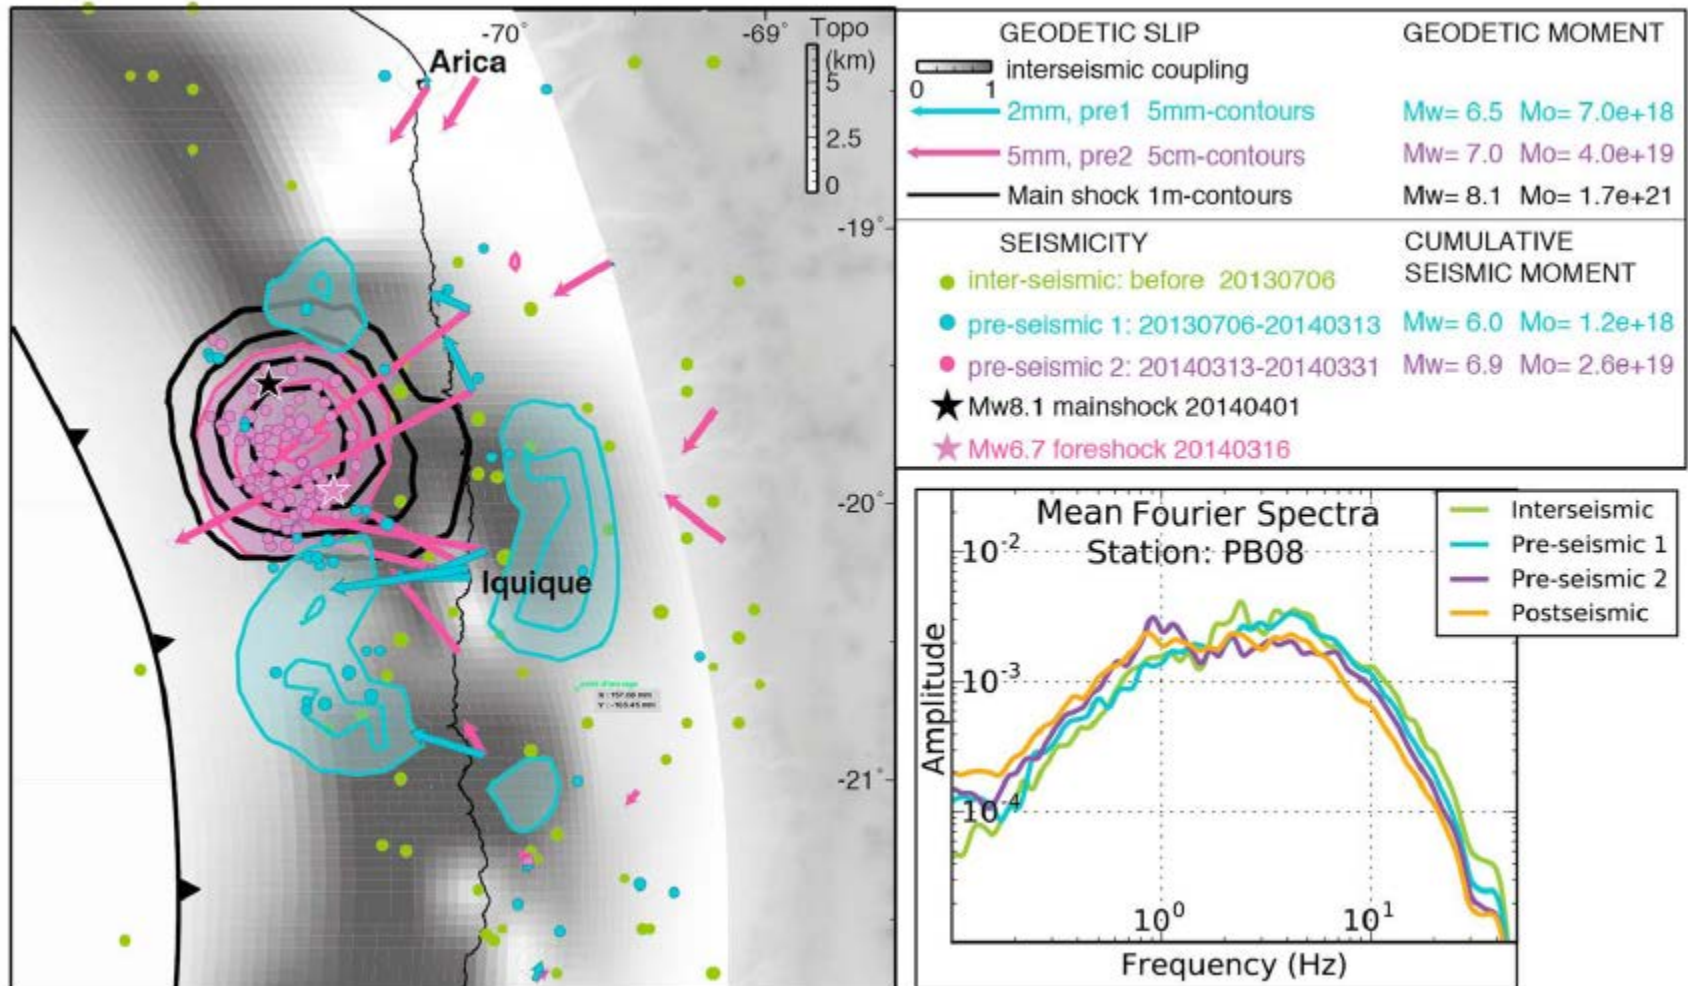 -70°
-69°
Topo
(km)
5
2.5
0
Arica
-19°
-20°
-21°
Iquique
X : 157.00 mm
GEODETIC SLIP GEODETIC MOMENT
interseismic coupling
0 1
2mm, pre1 5mm-contours Mw= 6.5 Mo= 7.0e+18
5mm, pre2 5cm-contours Mw= 7.0 Mo= 4.0e+19
Main shock 1m-contours Mw= 8.1 Mo= 1.7e+21
SEISMICITY CUMULATIVE
SEISMIC MOMENT
inter-seismic: before 20130706
pre-seismic 1: 20130706-20140313 Mw= 6.0 Mo= 1.2e+18
pre-seismic 2: 20140313-20140331 Mw= 6.9 Mo= 2.6e+19
Mw8.1 mainshock 20140401
Mw6.7 foreshock 20140316
Mean Fourier Spectra
Station: PB08
Interseismic
Pre-seismic 1
Pre-seismic 2
Postseismic
10⁻²
10⁻³
10⁻⁴
Amplitude
10⁰ 10¹
Frequency (Hz)